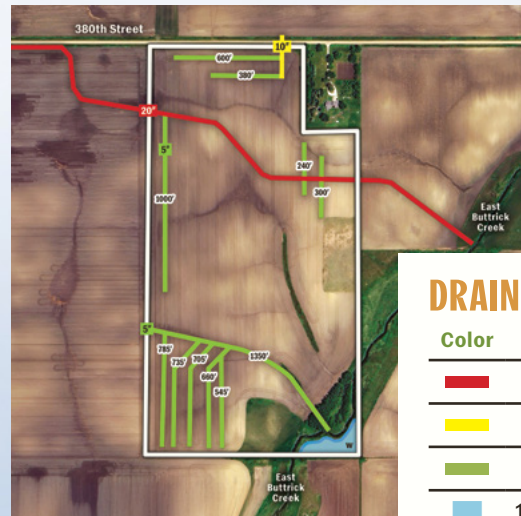 380th Street
10"
600'
380'
20"
5"
240'
1000'
300'
East
Buttrick
Creek
5"
785'
735'
705'
660'
545'
1350'
W
East
Buttrick
Creek
DRAIN
Color
1